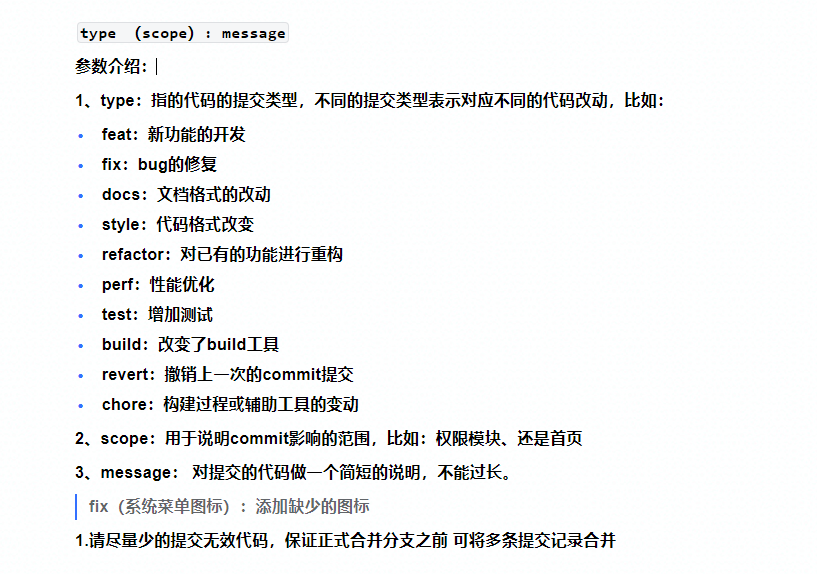 type （scope）: message
参数介绍：
1、type：指的代码的提交类型，不同的提交类型表示对应不同的代码改动，比如：
feat：新功能的开发
fix：bug的修复
docs：文档格式的改动
style：代码格式改变
refactor：对已有的功能进行重构
perf：性能优化
test：增加测试
build：改变了build工具
revert：撤销上一次的commit提交
chore：构建过程或辅助工具的变动
2、scope：用于说明commit影响的范围，比如：权限模块、还是首页
3、message： 对提交的代码做一个简短的说明，不能过长。
fix（系统菜单图标）：添加缺少的图标
1.请尽量少的提交无效代码，保证正式合并分支之前 可将多条提交记录合并